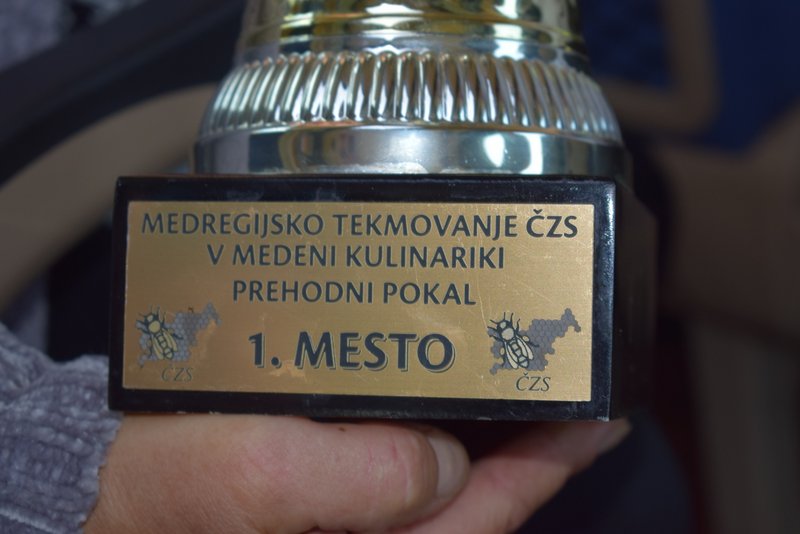 MEDREGIJSKO TEKMOVANJE ČZS
V MEDENI KULINARIKI
PREHODNI POKAL
1. MESTO
ČZS
ČZS